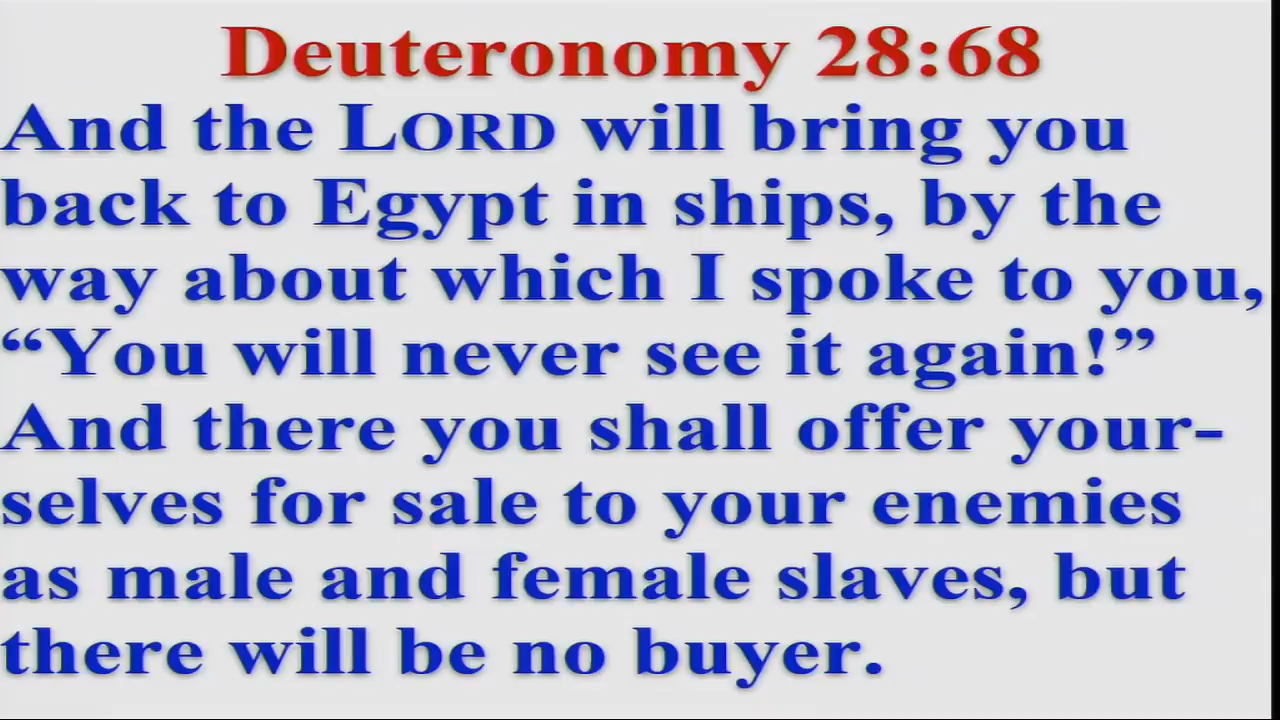 Deuteronomy 28:68
And the LORD will bring you
back to Egypt in ships, by the
way about which I spoke to you,
“You will never see it again!”
And there you shall offer your-
selves for sale to your enemies
as male and female slaves, but
there will be no buyer.